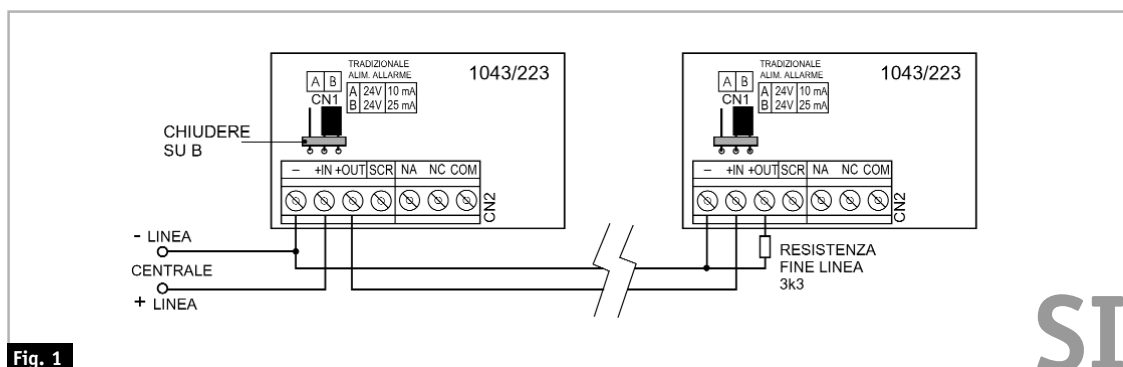 TRADIZIONALE
ALIM. ALLARME
A B
CN1
A 24V 10 mA
B 24V 25 mA
1043/223
CHIUDERE
SU B
– +IN +OUT SCR NA NC COM
CN2
TRADIZIONALE
ALIM. ALLARME
A B
CN1
A 24V 10 mA
B 24V 25 mA
1043/223
– +IN +OUT SCR NA NC COM
CN2
- LINEA
CENTRALE
+ LINEA
RESISTENZA
FINE LINEA
3k3
SI
Fig. 1